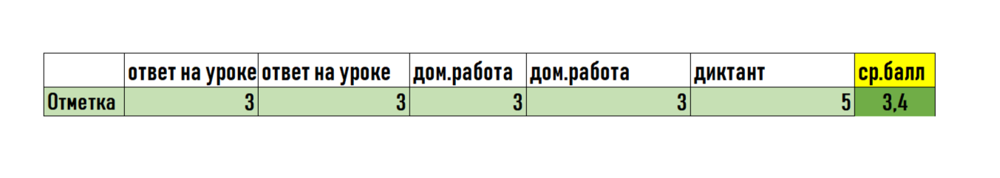 ответ на уроке ответ на уроке дом.работа дом.работа диктант ср.балл
Отметка 3 3 3 3 5 3,4